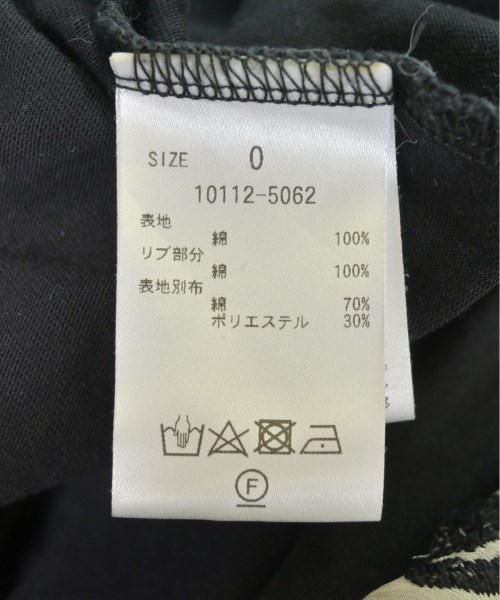 SIZE 0
10112-5062
表地
綿 100%
リブ部分
綿 100%
表地別布
綿 70%
ポリエステル 30%
F